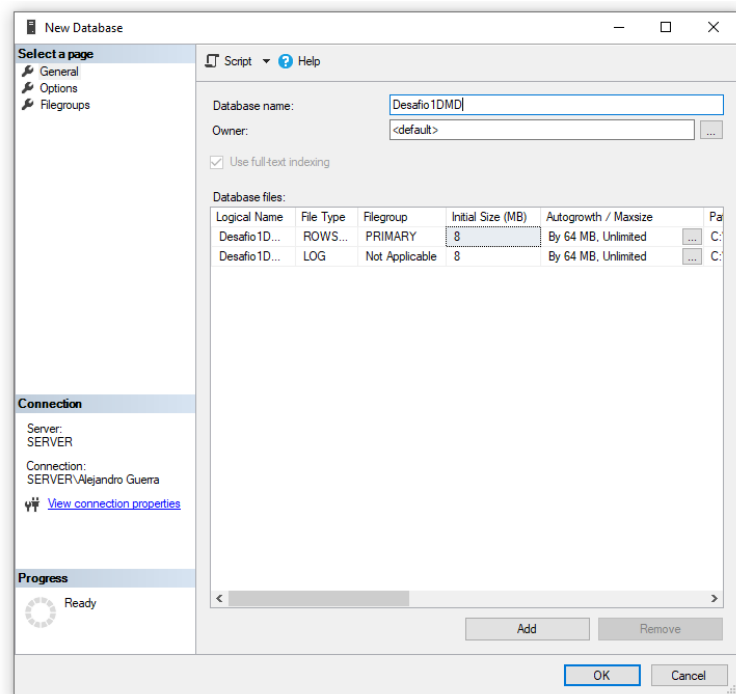 New Database
Select a page
General
Options
Filegroups
Script Help
Database name: Desafio1DMD
Owner: <default> ...
Use full-text indexing
Database files:
Logical Name File Type Filegroup Initial Size (MB) Autogrowth / Maxsize
Desafio1D... ROWS... PRIMARY 8 By 64 MB, Unlimited ... C:
Desafio1D... LOG Not Applicable 8 By 64 MB, Unlimited ... C:
Connection
Server:
SERVER
Connection:
SERVER\Alejandro Guerra
View connection properties
Progress
Ready
Add Remove
OK Cancel